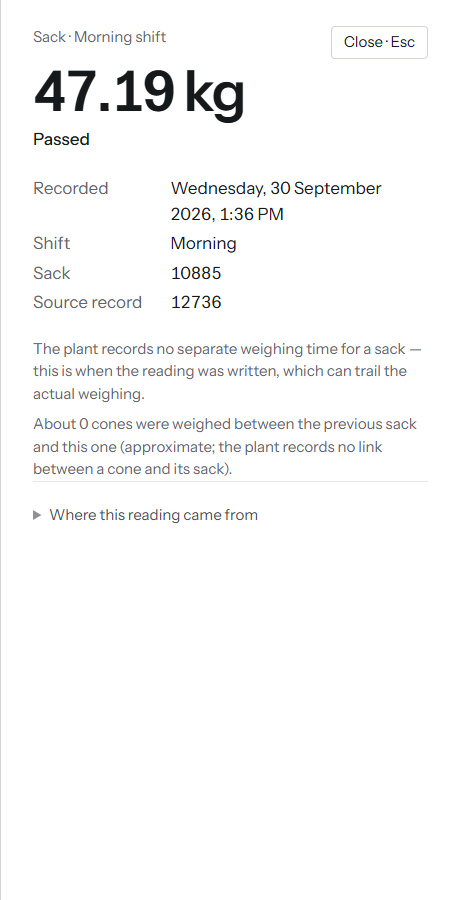 Sack · Morning shift
Close · Esc
47.19 kg
Passed
Recorded
Wednesday, 30 September
2026, 1:36 PM
Shift
Morning
Sack
10885
Source record
12736
The plant records no separate weighing time for a sack —
this is when the reading was written, which can trail the
actual weighing.
About 0 cones were weighed between the previous sack
and this one (approximate; the plant records no link
between a cone and its sack).
Where this reading came from